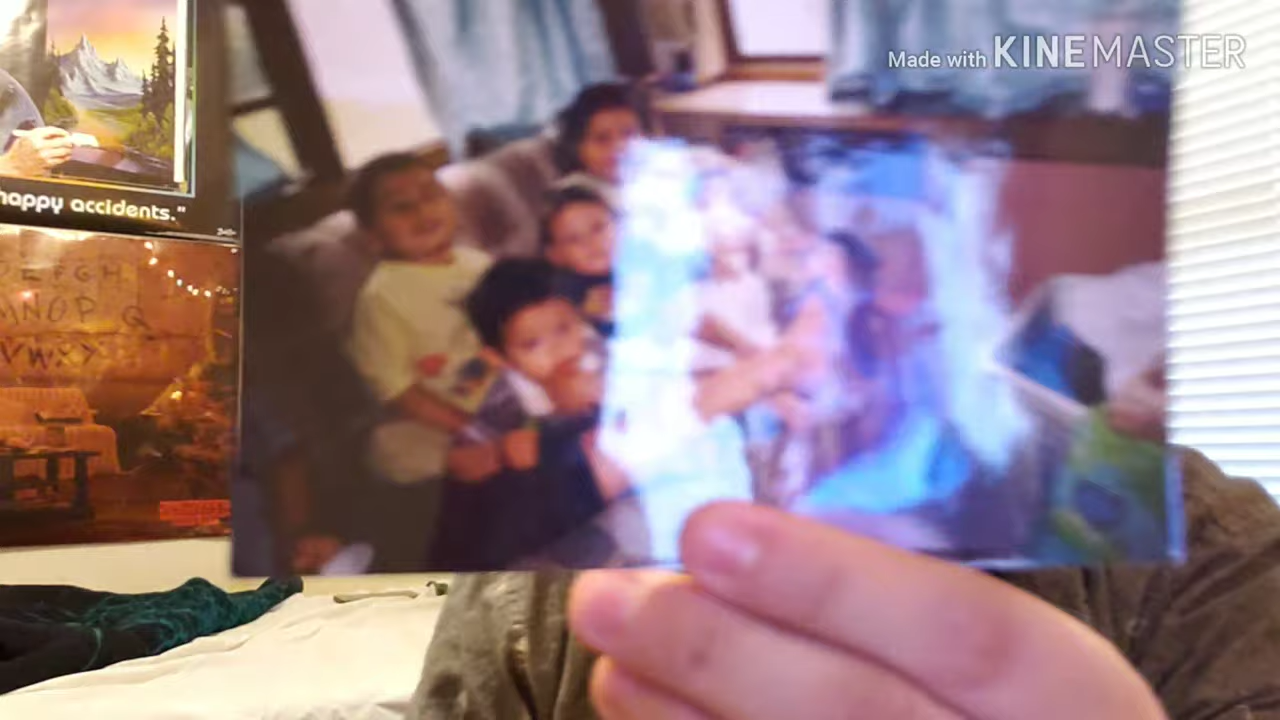 Made with KINEMASTER
happy accidents."
EFGH
MNOP Q
VWXY